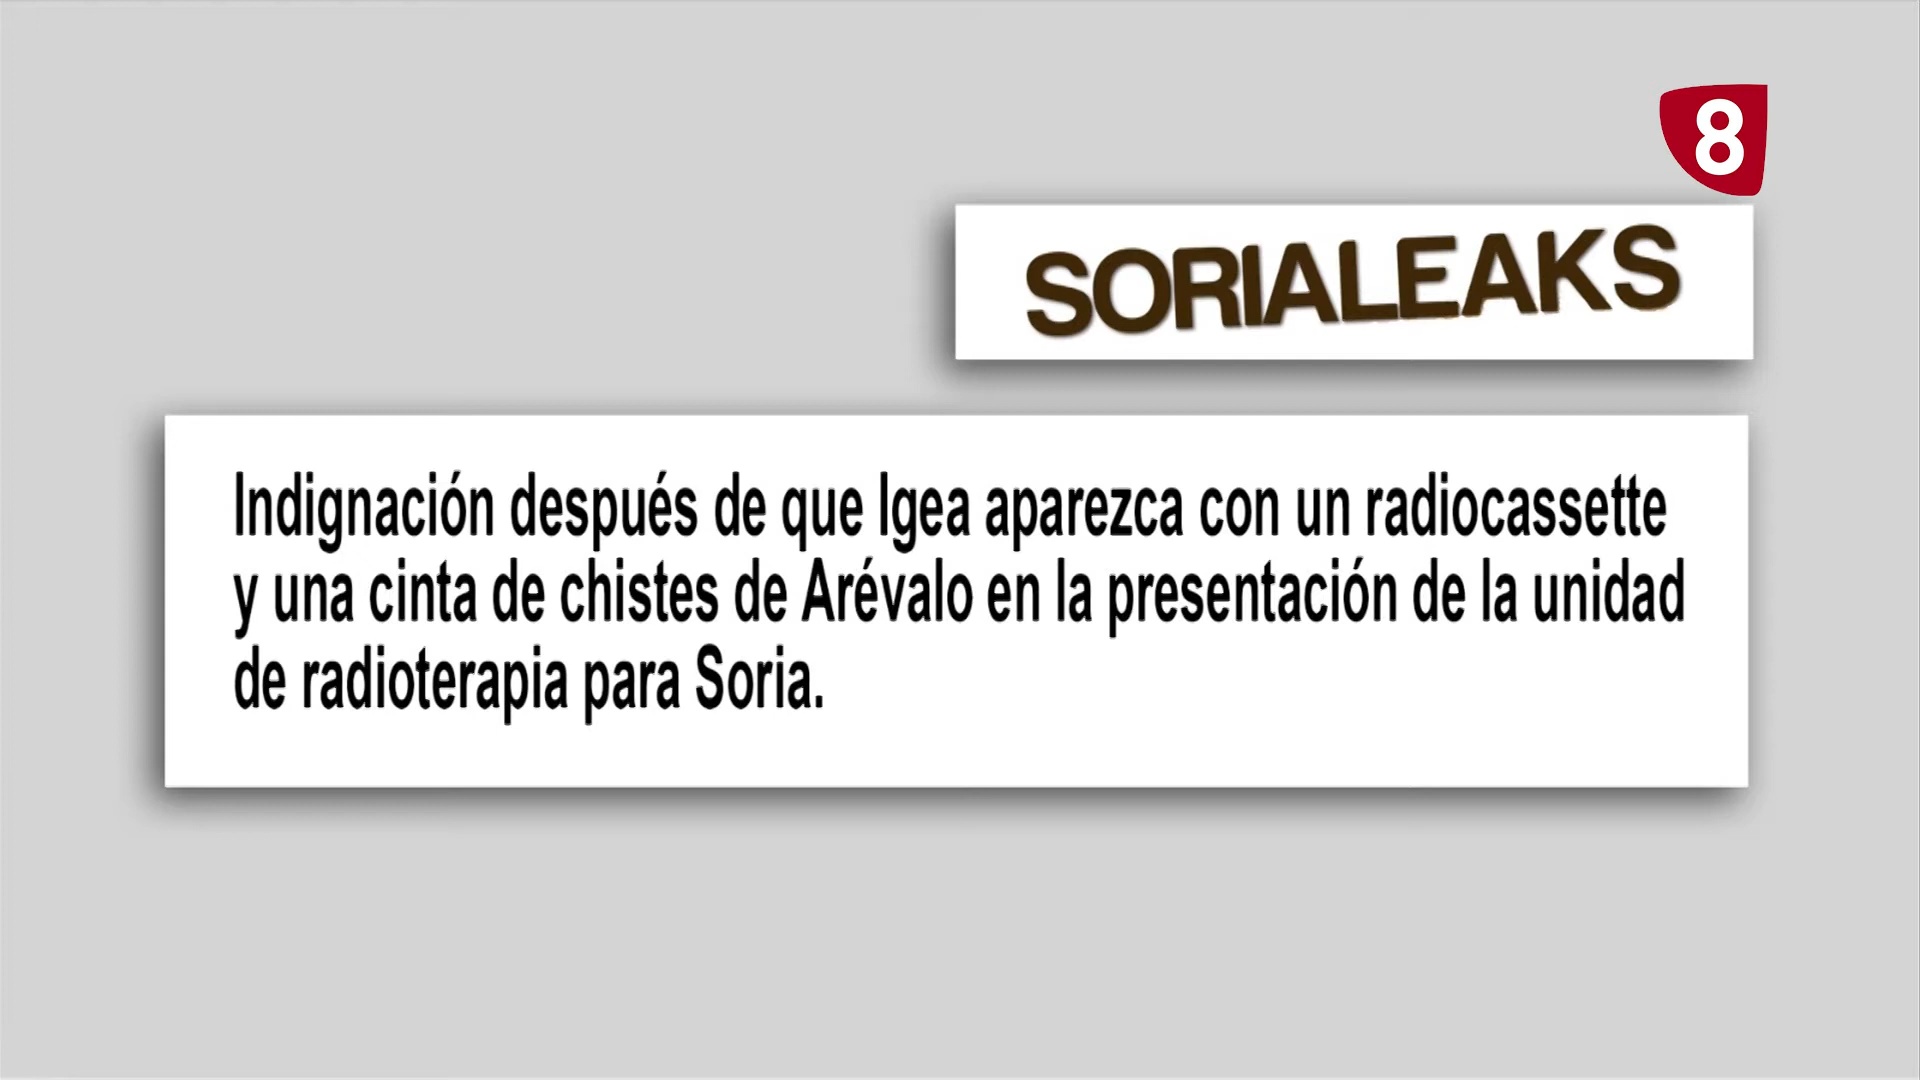 8
SORIALEAKS
Indignación después de que Igea aparezca con un radiocassette
y una cinta de chistes de Arévalo en la presentación de la unidad
de radioterapia para Soria.